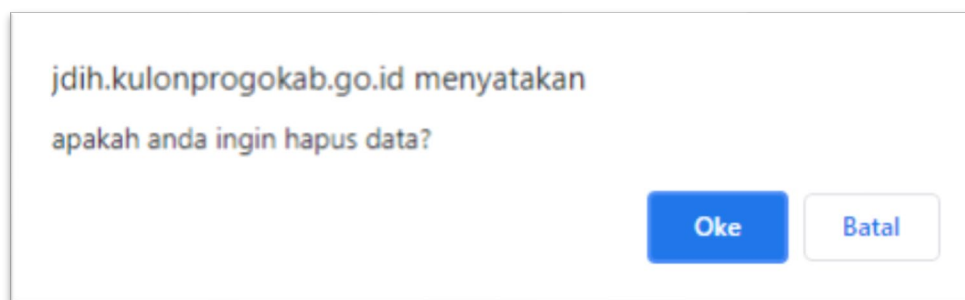 jdih.kulonprogokab.go.id menyatakan
apakah anda ingin hapus data?
Oke Batal